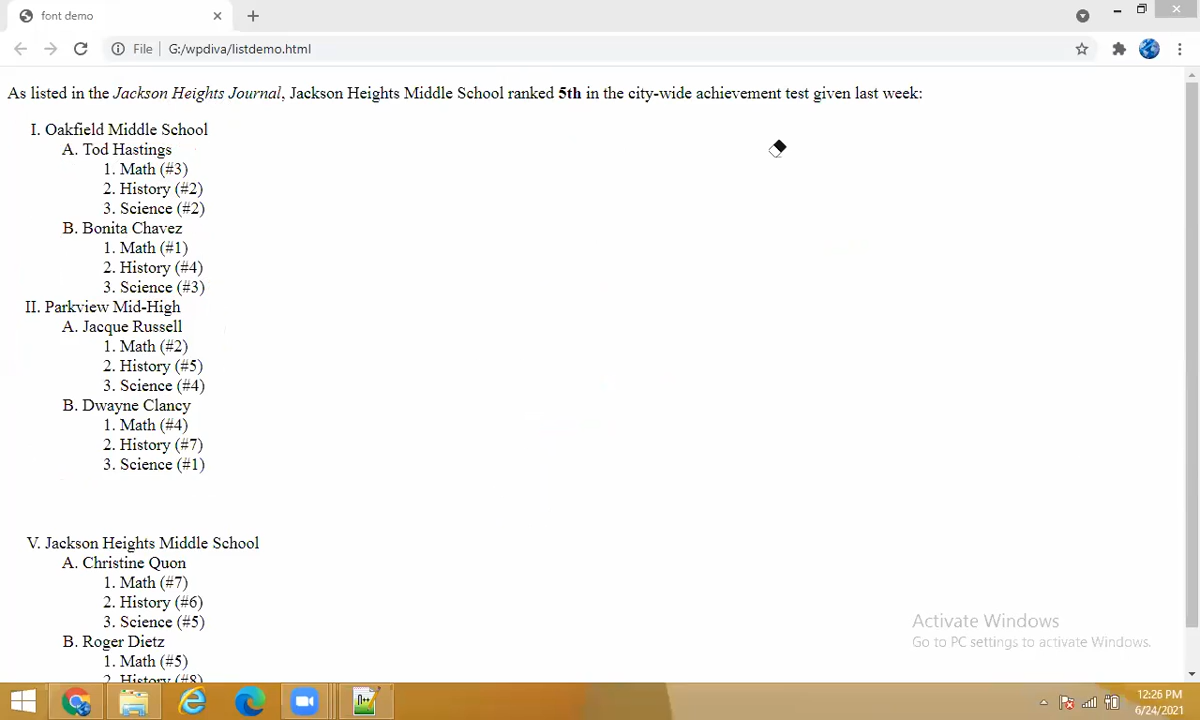 font demo
File G:/wpdiva/listdemo.html
As listed in the Jackson Heights Journal, Jackson Heights Middle School ranked 5th in the city-wide achievement test given last week:
I. Oakfield Middle School
A. Tod Hastings
1. Math (#3)
2. History (#2)
3. Science (#2)
B. Bonita Chavez
1. Math (#1)
2. History (#4)
3. Science (#3)
II. Parkview Mid-High
A. Jacque Russell
1. Math (#2)
2. History (#5)
3. Science (#4)
B. Dwayne Clancy
1. Math (#4)
2. History (#7)
3. Science (#1)
V. Jackson Heights Middle School
A. Christine Quon
1. Math (#7)
2. History (#6)
3. Science (#5)
B. Roger Dietz
1. Math (#5)
2. History (#8)
Activate Windows
Go to PC settings to activate Windows.
12:26 PM
6/24/2021